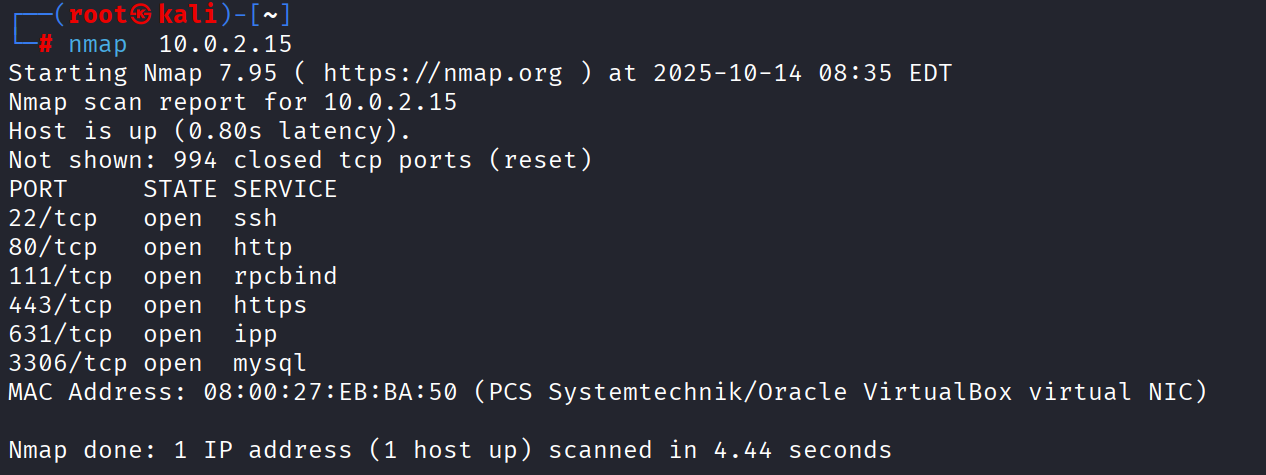 ┌──(root㉿kali)-[~]
└─# nmap  10.0.2.15
Starting Nmap 7.95 ( https://nmap.org ) at 2025-10-14 08:35 EDT
Nmap scan report for 10.0.2.15
Host is up (0.80s latency).
Not shown: 994 closed tcp ports (reset)
PORT     STATE SERVICE
22/tcp   open  ssh
80/tcp   open  http
111/tcp  open  rpcbind
443/tcp  open  https
631/tcp  open  ipp
3306/tcp open  mysql
MAC Address: 08:00:27:EB:BA:50 (PCS Systemtechnik/Oracle VirtualBox virtual NIC)

Nmap done: 1 IP address (1 host up) scanned in 4.44 seconds